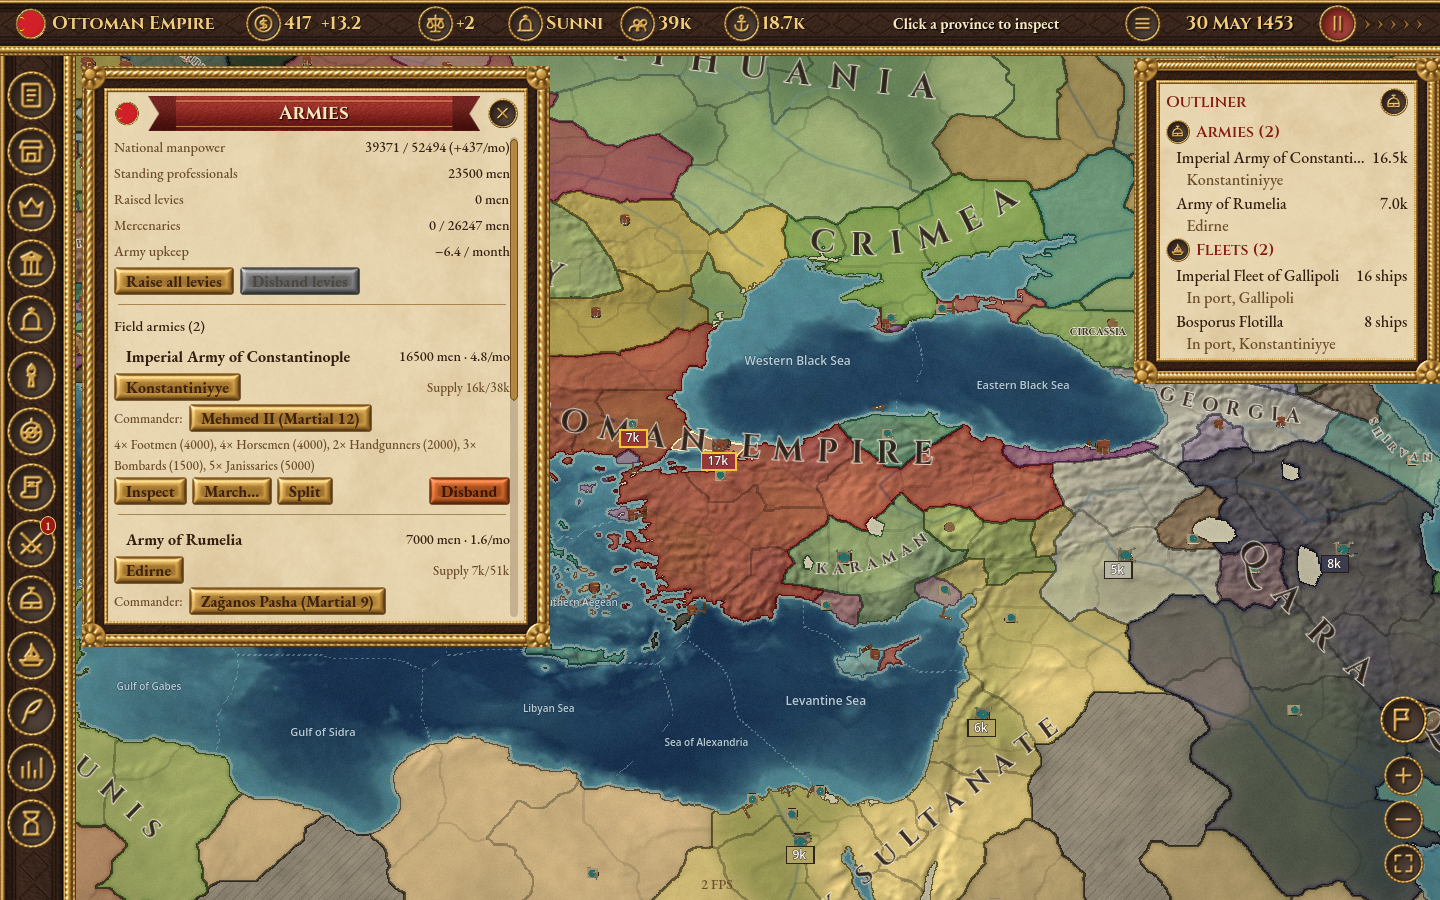 OTTOMAN EMPIRE
417 +13.2
+2
SUNNI
39K
18.7K
Click a province to inspect
30 MAY 1453
ARMIES
National manpower 39371 / 52494 (+437/mo)
Standing professionals 23500 men
Raised levies 0 men
Mercenaries 0 / 26247 men
Army upkeep −6.4 / month
Raise all levies
Disband levies
Field armies (2)
Imperial Army of Constantinople 16500 men · 4.8/mo
Konstantiniyye Supply 16k/38k
Commander: Mehmed II (Martial 12)
4× Footmen (4000), 4× Horsemen (4000), 2× Handgunners (2000), 3×
Bombards (1500), 5× Janissaries (5000)
Inspect March... Split Disband
Army of Rumelia 7000 men · 1.6/mo
Edirne Supply 7k/51k
Commander: Zağanos Pasha (Martial 9)
1
OUTLINER
ARMIES (2)
Imperial Army of Constanti... 16.5k
Konstantiniyye
Army of Rumelia 7.0k
Edirne
FLEETS (2)
Imperial Fleet of Gallipoli 16 ships
In port, Gallipoli
Bosporus Flotilla 8 ships
In port, Konstantiniyye
THUANIA
Y
CRIMEA
CIRCASSIA
Western Black Sea
Eastern Black Sea
GEORGIA
SHIRVAN
OMAN EMPIRE
7k
17k
KARAMAN
5k
8k
QARA
Q
thern Aegean
Gulf of Gabes
Gulf of Sidra
Libyan Sea
Levantine Sea
Sea of Alexandria
6k
9k
UNIS
SULTANATE
2 FPS